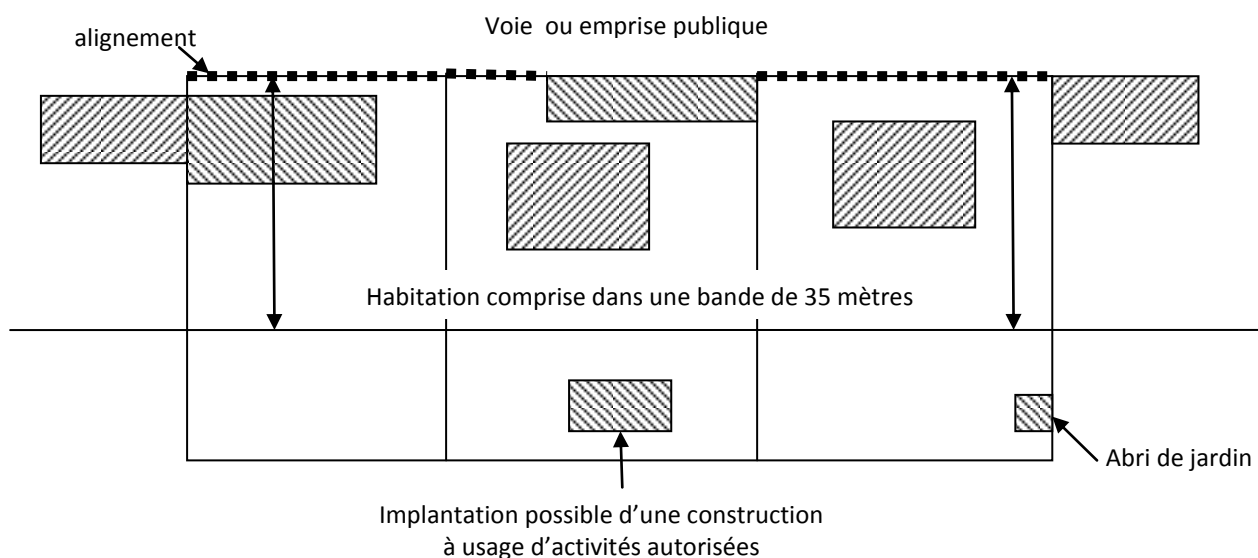 Voie ou emprise publique
alignement
Habitation comprise dans une bande de 35 mètres
Abri de jardin
Implantation possible d'une construction
à usage d'activités autorisées